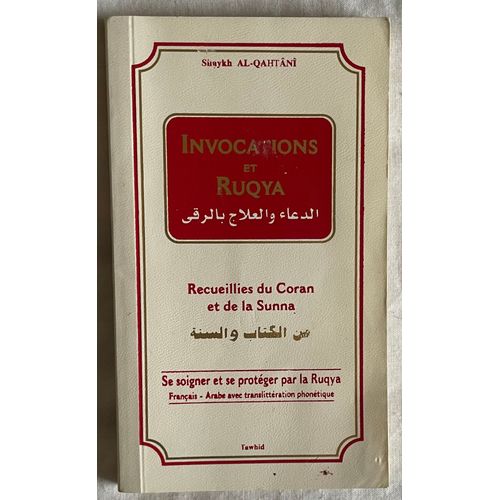 Shaykh AL-QAHTÂNÎ
INVOCATIONS
ET
RUQYA
الدعاء والعلاج بالرقى
Recueillies du Coran
et de la Sunna
من الكتاب والسنة
Se soigner et se protéger par la Ruqya
Français - Arabe avec translittération phonétique
Tawhid